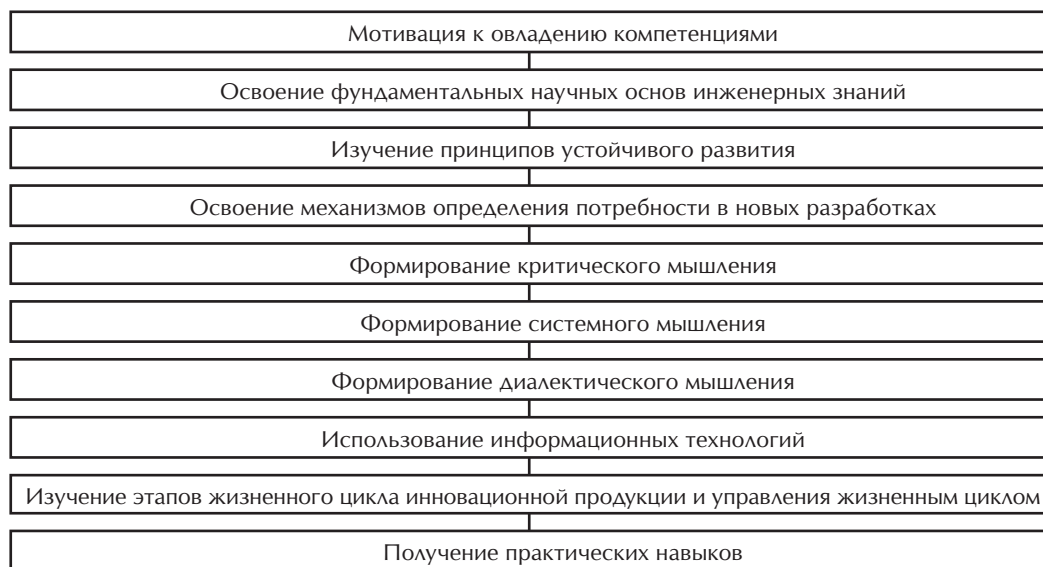 Мотивация к овладению компетенциями
Освоение фундаментальных научных основ инженерных знаний
Изучение принципов устойчивого развития
Освоение механизмов определения потребности в новых разработках
Формирование критического мышления
Формирование системного мышления
Формирование диалектического мышления
Использование информационных технологий
Изучение этапов жизненного цикла инновационной продукции и управления жизненным циклом
Получение практических навыков